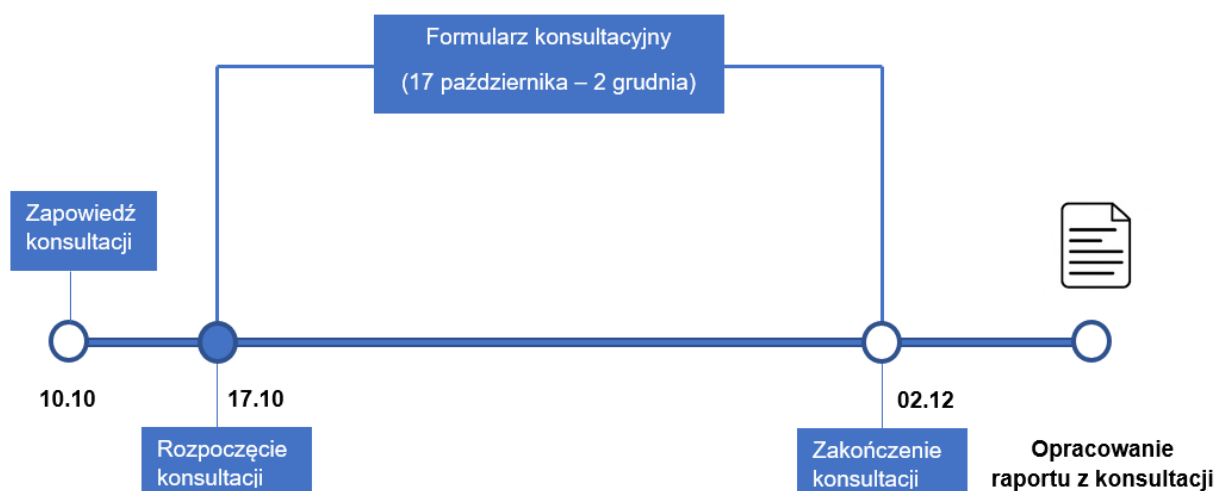 Formularz konsultacyjny
(17 października – 2 grudnia)
Zapowiedź
konsultacji
10.10
17.10
02.12
Rozpoczęcie
konsultacji
Zakończenie
konsultacji
Opracowanie
raportu z konsultacji